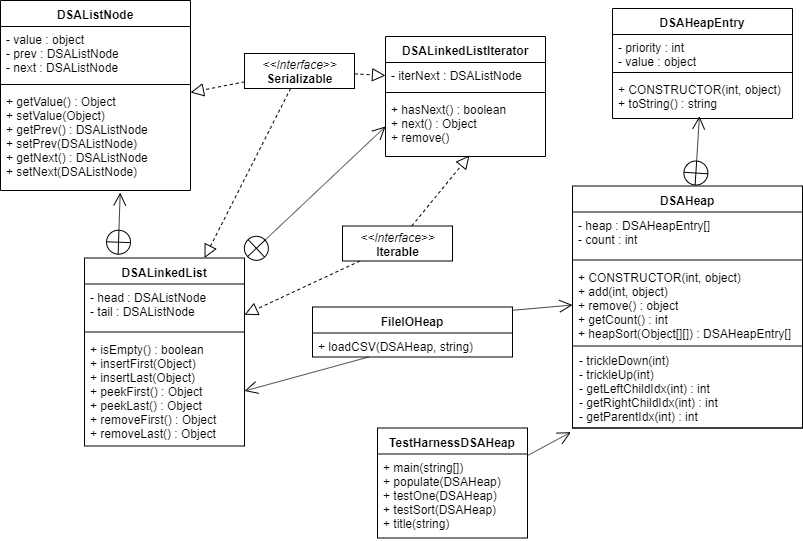 DSAListNode
- value : object
- prev : DSAListNode
- next : DSAListNode
+ getValue() : Object
+ setValue(Object)
+ getPrev() : DSAListNode
+ setPrev(DSAListNode)
+ getNext() : DSAListNode
+ setNext(DSAListNode)
<<Interface>>
Serializable
DSALinkedListIterator
- iterNext : DSAListNode
+ hasNext() : boolean
+ next() : Object
+ remove()
DSAHeapEntry
- priority : int
- value : object
+ CONSTRUCTOR(int, object)
+ toString() : string
<<Interface>>
Iterable
DSALinkedList
- head : DSAListNode
- tail : DSAListNode
+ isEmpty() : boolean
+ insertFirst(Object)
+ insertLast(Object)
+ peekFirst() : Object
+ peekLast() : Object
+ removeFirst() : Object
+ removeLast() : Object
FileIOHeap
+ loadCSV(DSAHeap, string)
DSAHeap
- heap : DSAHeapEntry[]
- count : int
+ CONSTRUCTOR(int, object)
+ add(int, object)
+ remove() : object
+ getCount() : int
+ heapSort(Object[][]) : DSAHeapEntry[]
- trickleDown(int)
- trickleUp(int)
- getLeftChildIdx(int) : int
- getRightChildIdx(int) : int
- getParentIdx(int) : int
TestHarnessDSAHeap
+ main(string[])
+ populate(DSAHeap)
+ testOne(DSAHeap)
+ testSort(DSAHeap)
+ title(string)